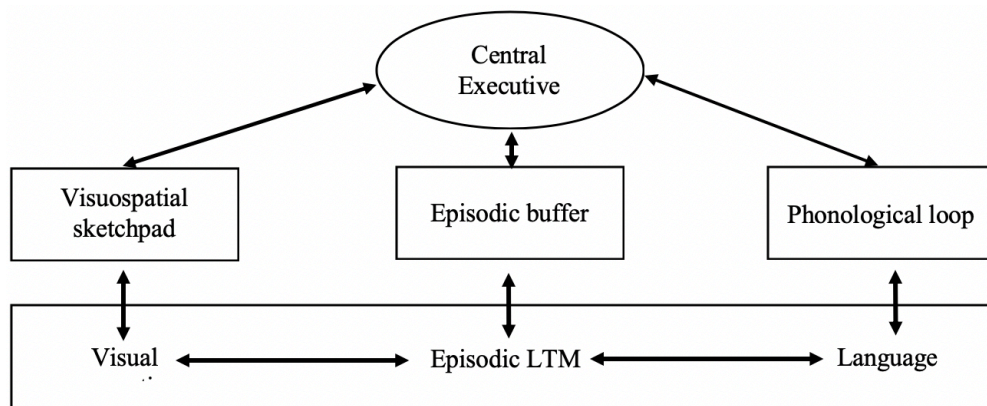 Central
Executive
Visuospatial
sketchpad
Episodic buffer
Phonological loop
Visual
Episodic LTM
Language